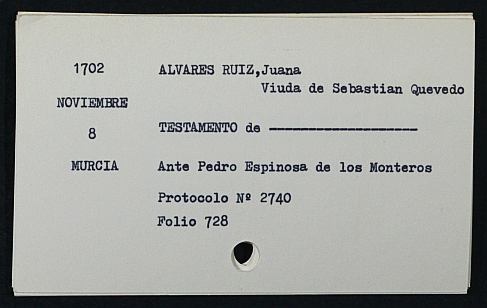 1702 ALVARES RUIZ,Juana
Viuda de Sebastian Quevedo
NOVIEMBRE
8 TESTAMENTO de --------------------
MURCIA Ante Pedro Espinosa de los Monteros
Protocolo Nº 2740
Folio 728